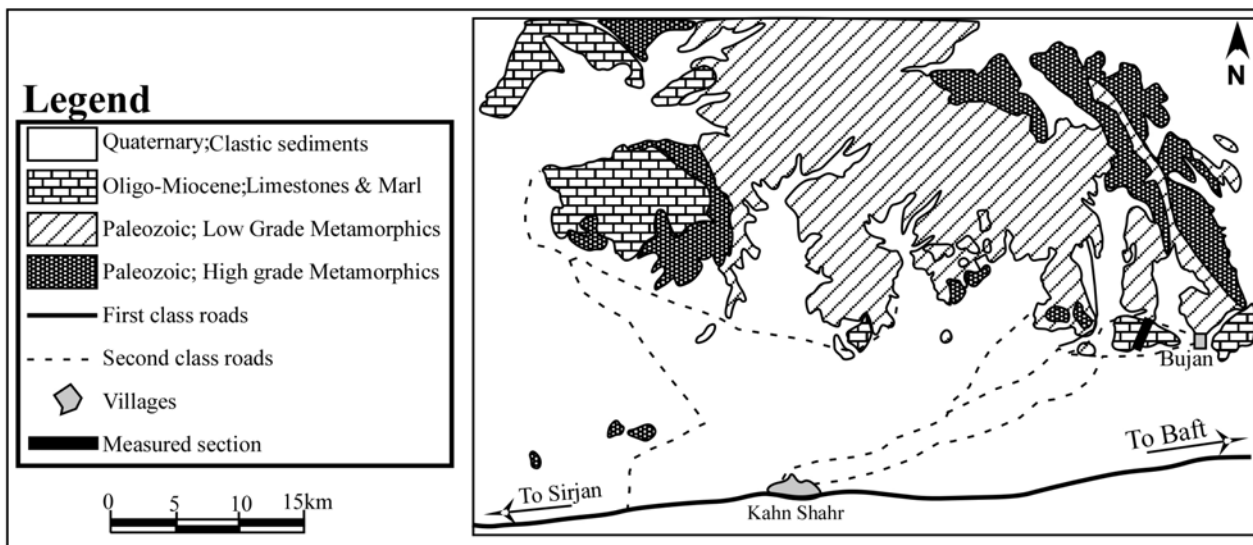 Legend
Quaternary;Clastic sediments
Oligo-Miocene;Limestones & Marl
Paleozoic; Low Grade Metamorphics
Paleozoic; High grade Metamorphics
First class roads
Second class roads
Villages
Measured section
0 5 10 15km
N
Bujan
To Baft
To Sirjan
Kahn Shahr